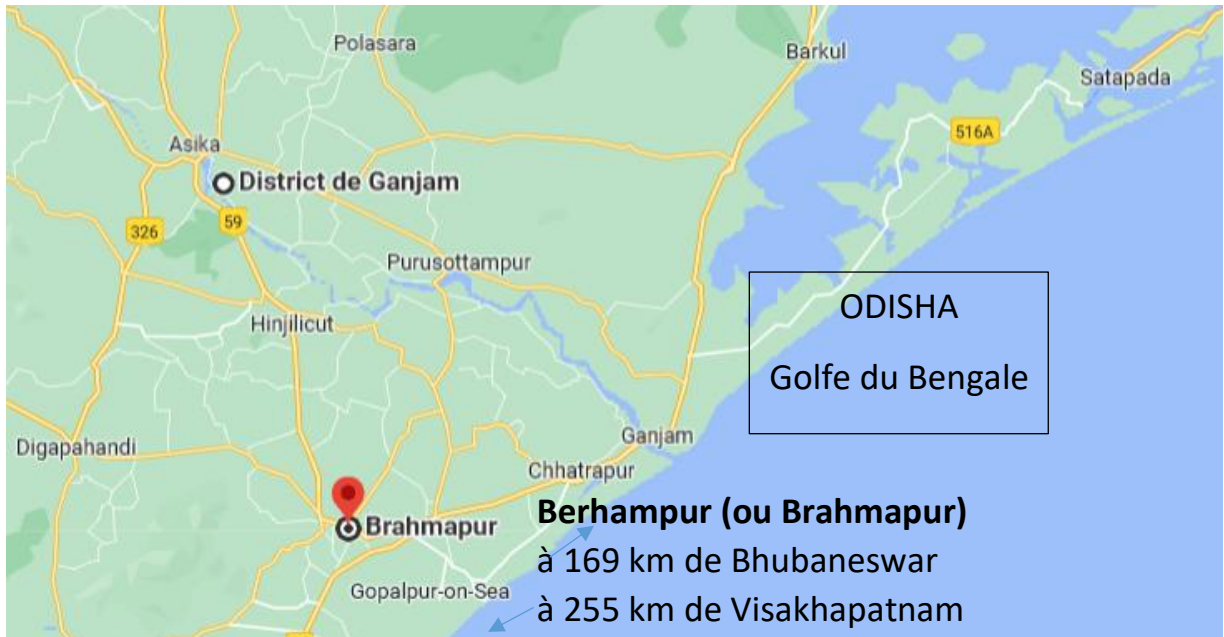 Polasara
Barkul
Satapada
516A
Asika
District de Ganjam
59
326
Purusottampur
ODISHA
Golfe du Bengale
Hinjilicut
Ganjam
Digapahandi
Chhatrapur
Berhampur (ou Brahmapur)
Brahmapur
à 169 km de Bhubaneswar
Gopalpur-on-Sea
à 255 km de Visakhapatnam